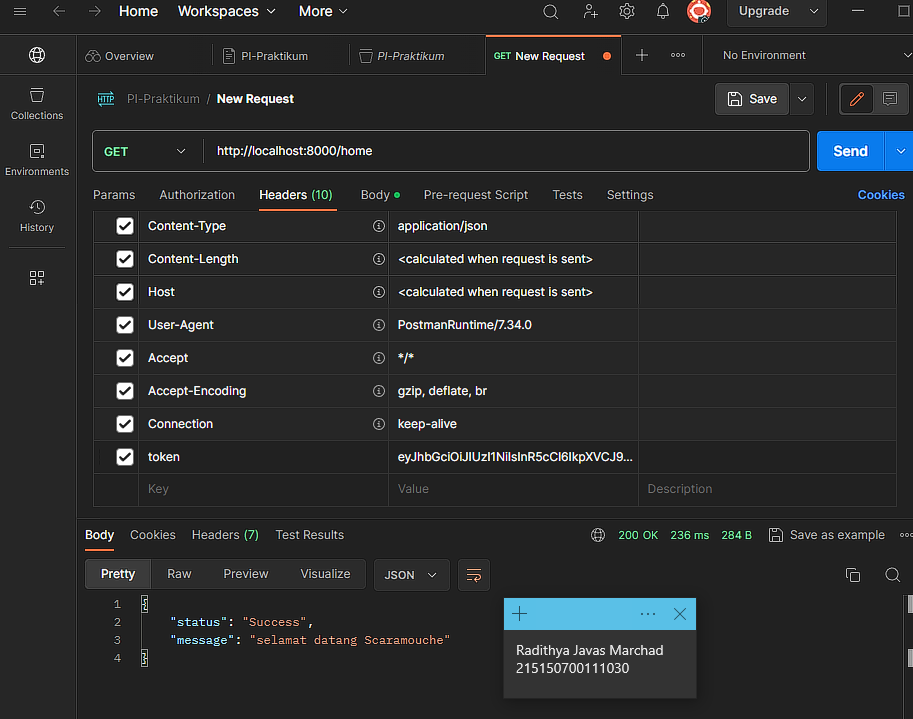 Home Workspaces More Upgrade
Overview PI-Praktikum PI-Praktikum GET New Request No Environment
Collections
Environments
History
HTTP PI-Praktikum / New Request Save
GET http://localhost:8000/home Send
Params Authorization Headers (10) Body Pre-request Script Tests Settings Cookies
Content-Type application/json
Content-Length <calculated when request is sent>
Host <calculated when request is sent>
User-Agent PostmanRuntime/7.34.0
Accept */*
Accept-Encoding gzip, deflate, br
Connection keep-alive
token eyJhbGciOiJIUzI1NiIsInR5cCI6IkpXVCJ9...
Key Value Description
Body Cookies Headers (7) Test Results 200 OK 236 ms 284 B Save as example
Pretty Raw Preview Visualize JSON
1 {
2 "status": "Success",
3 "message": "selamat datang Scaramouche"
4 }
Radithya Javas Marchad
215150700111030